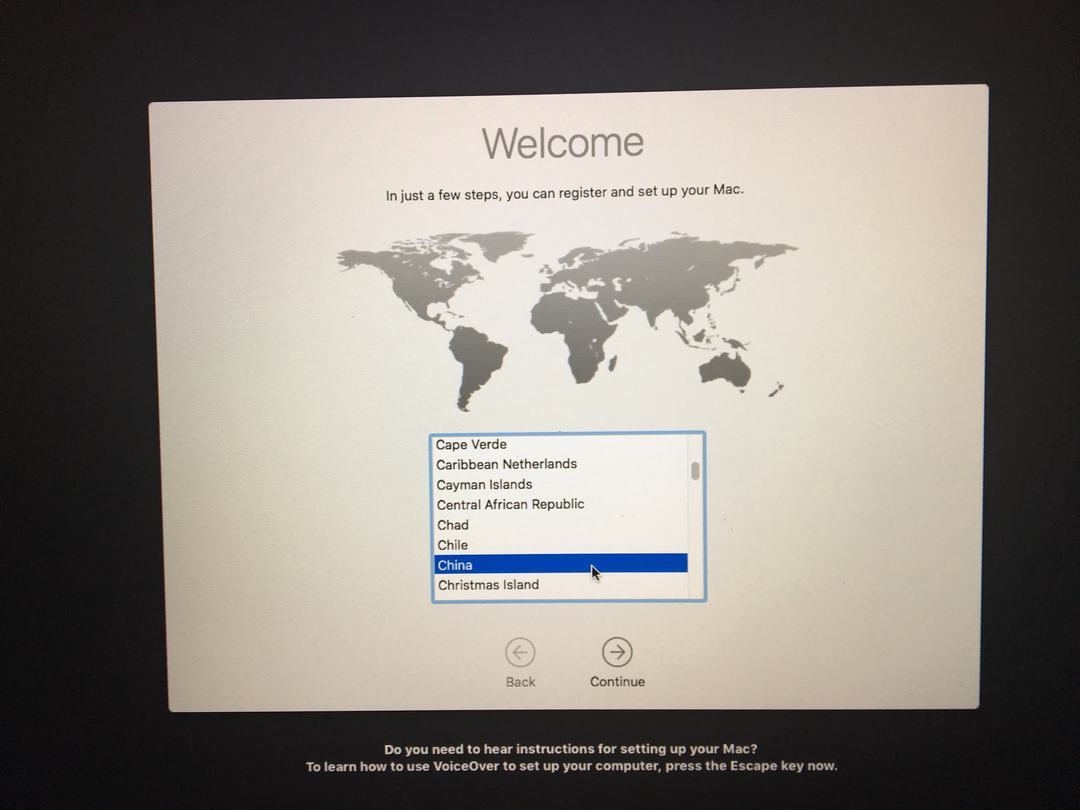 Welcome
In just a few steps, you can register and set up your Mac.
Cape Verde
Caribbean Netherlands
Cayman Islands
Central African Republic
Chad
Chile
China
Christmas Island
Back
Continue
Do you need to hear instructions for setting up your Mac?
To learn how to use VoiceOver to set up your computer, press the Escape key now.